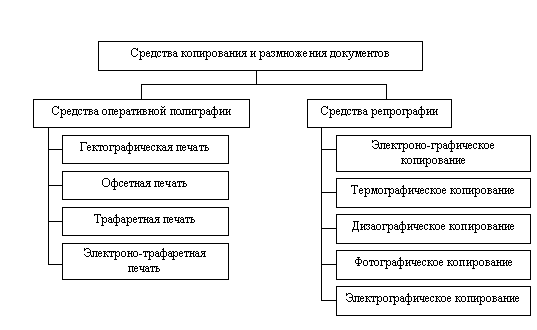 Средства копирования и размножения документов
Средства оперативной полиграфии
Гектографическая печать
Офсетная печать
Трафаретная печать
Электроно-трафаретная
печать
Средства репрографии
Электроно-графическое
копирование
Термографическое копирование
Дизаографическое копирование
Фотографическое копирование
Электрографическое копирование